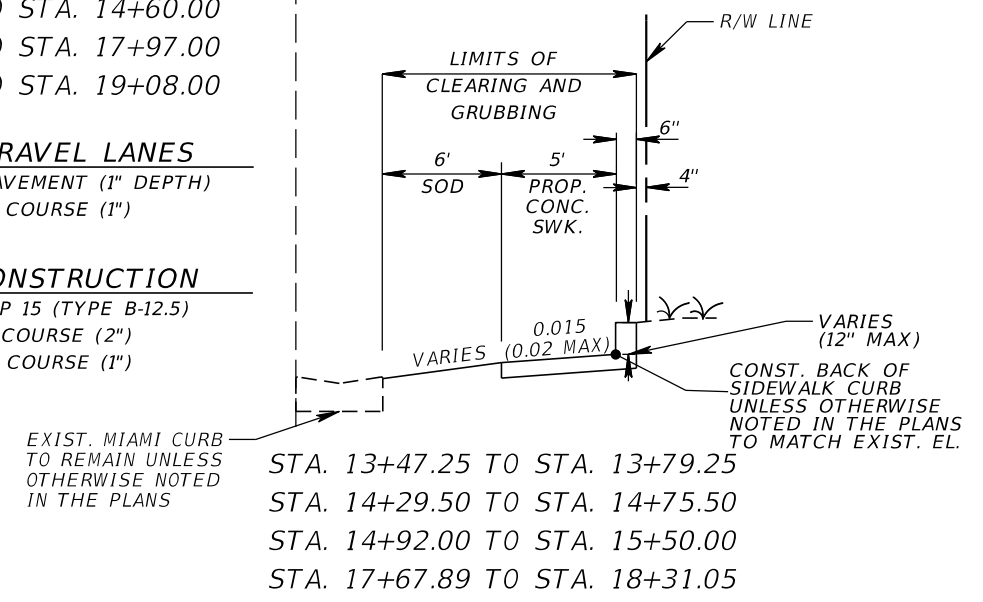 STA. 14+60.00
STA. 17+97.00
STA. 19+08.00
RAVEL LANES
AVEMENT (1" DEPTH)
COURSE (1")
ONSTRUCTION
P 15 (TYPE B-12.5)
COURSE (2")
COURSE (1")
R/W LINE
LIMITS OF
CLEARING AND
GRUBBING
6"
6'
SOD
5'
PROP.
CONC.
SWK.
4"
0.015
VARIES (0.02 MAX)
VARIES
(12" MAX)
CONST. BACK OF
SIDEWALK CURB
UNLESS OTHERWISE
NOTED IN THE PLANS
TO MATCH EXIST. EL.
EXIST. MIAMI CURB
TO REMAIN UNLESS
OTHERWISE NOTED
IN THE PLANS
STA. 13+47.25 TO STA. 13+79.25
STA. 14+29.50 TO STA. 14+75.50
STA. 14+92.00 TO STA. 15+50.00
STA. 17+67.89 TO STA. 18+31.05